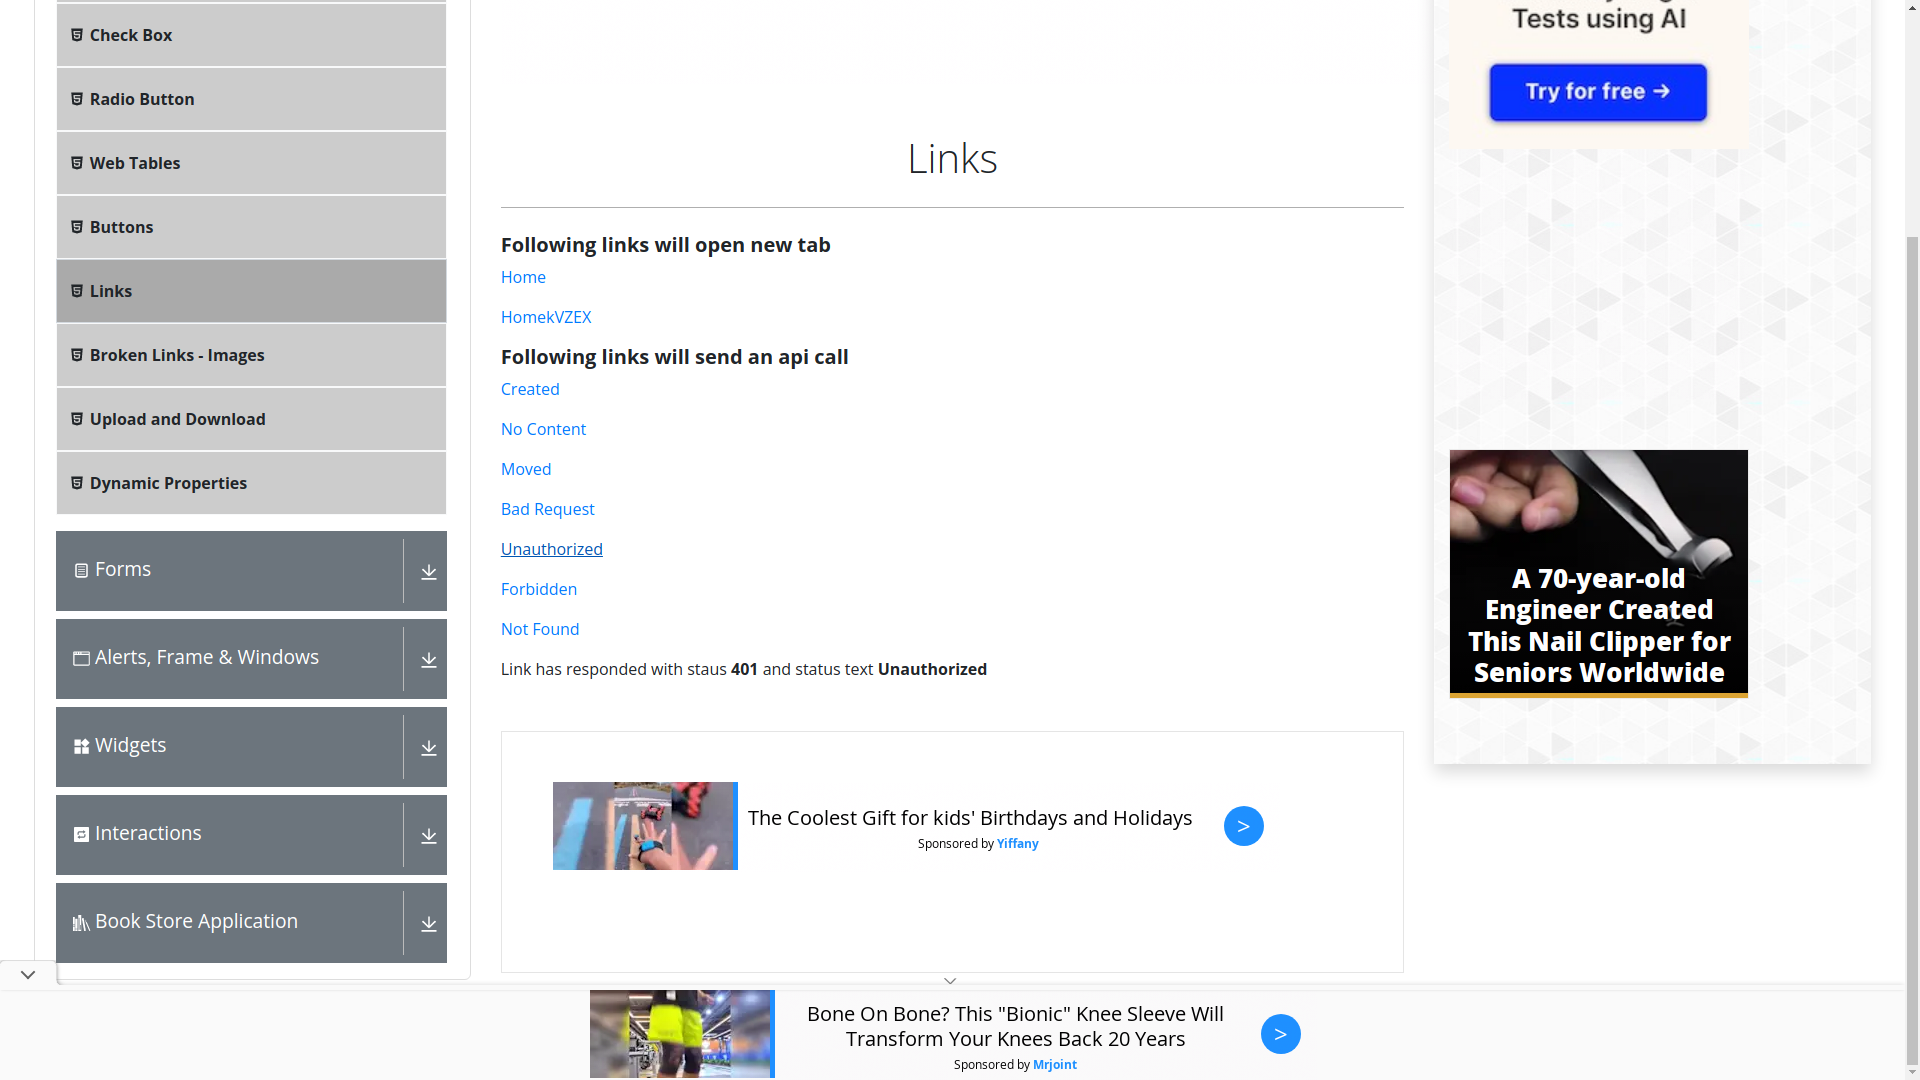 Check Box
Radio Button
Web Tables
Buttons
Links
Broken Links - Images
Upload and Download
Dynamic Properties
Forms
Alerts, Frame & Windows
Widgets
Interactions
Book Store Application
Links
Following links will open new tab
Home
HomekVZEX
Following links will send an api call
Created
No Content
Moved
Bad Request
Unauthorized
Forbidden
Not Found
Link has responded with staus 401 and status text Unauthorized
The Coolest Gift for kids' Birthdays and Holidays
Sponsored by Yiffany
>
Tests using AI
Try for free →
A 70-year-old
Engineer Created
This Nail Clipper for
Seniors Worldwide
Bone On Bone? This "Bionic" Knee Sleeve Will
Transform Your Knees Back 20 Years
Sponsored by Mrjoint
>